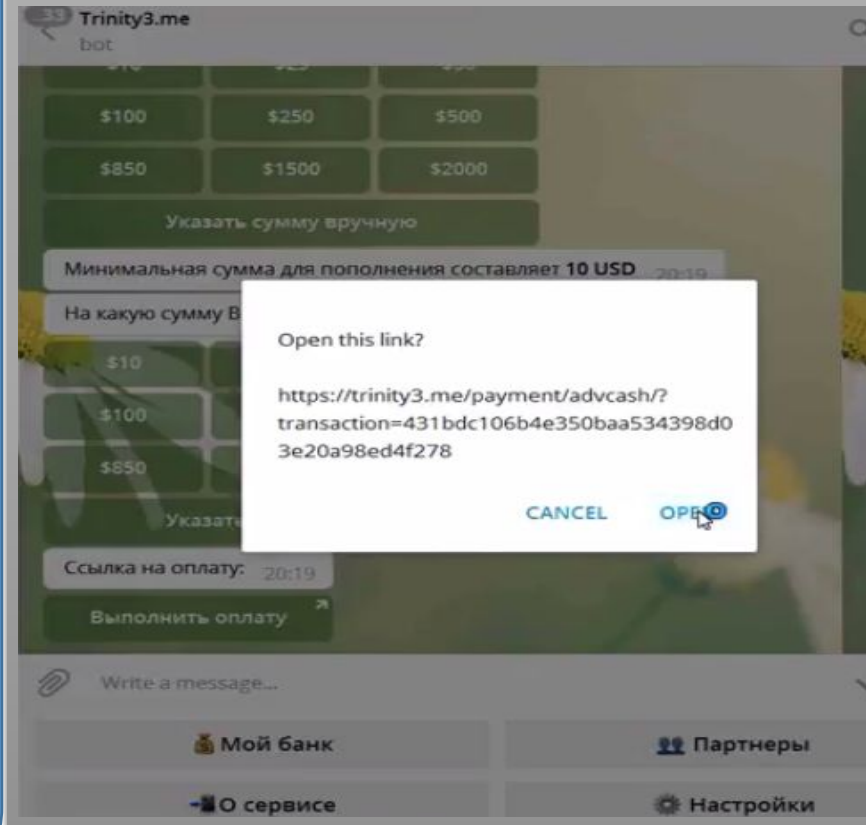 33
Trinity3.me
bot
$100 $250 $500
$850 $1500 $2000
Указать сумму вручную
Минимальная сумма для пополнения составляет 10 USD 20:19
На какую сумму В
$10
$100
$850
Указать
Open this link?
https://trinity3.me/payment/advcash/?
transaction=431bdc106b4e350baa534398d0
3e20a98ed4f278
CANCEL
Ссылка на оплату: 20:19
Выполнить оплату
Write a message...
Мой банк Партнеры
О сервисе Настройки